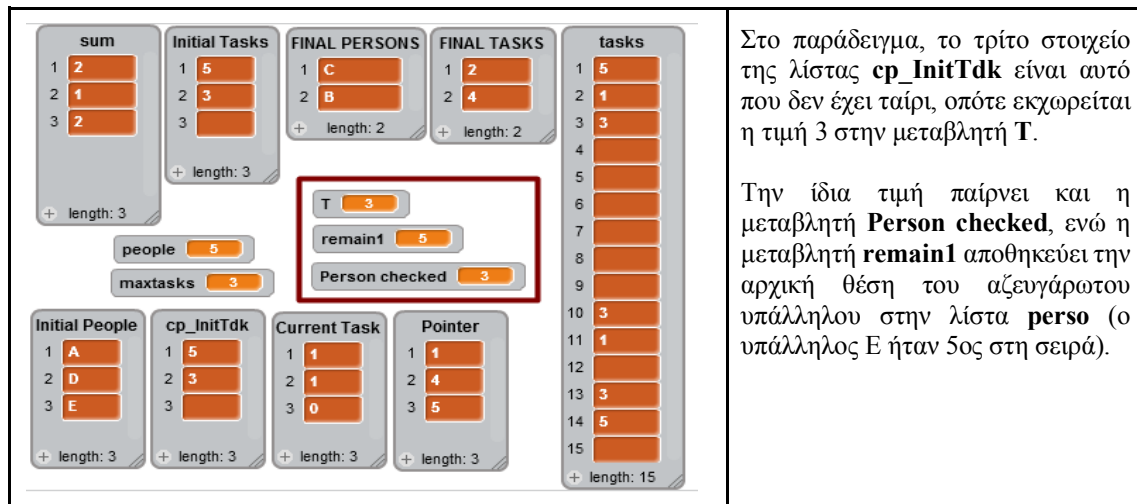 sum
1 2
2 1
3 2
+ length: 3
Initial Tasks
1 5
2 3
3
+ length: 3
FINAL PERSONS
1 C
2 B
+ length: 2
FINAL TASKS
1 2
2 4
+ length: 2
tasks
1 5
2 1
3 3
4
5
6
7
8
9
10 3
11 1
12
13 3
14 5
15
+ length: 15
people 5
maxtasks 3
T 3
remain1 5
Person checked 3
Initial People
1 A
2 D
3 E
+ length: 3
cp_InitTdk
1 5
2 3
3
+ length: 3
Current Task
1 1
2 1
3 0
+ length: 3
Pointer
1 1
2 4
3 5
+ length: 3
Στο παράδειγμα, το τρίτο στοιχείο
της λίστας cp_InitTdk είναι αυτό
που δεν έχει ταίρι, οπότε εκχωρείται
η τιμή 3 στην μεταβλητή T.
Την ίδια τιμή παίρνει και η
μεταβλητή Person checked, ενώ η
μεταβλητή remain1 αποθηκεύει την
αρχική θέση του αζευγάρωτου
υπάλληλου στην λίστα perso (ο
υπάλληλος Ε ήταν 5ος στη σειρά).